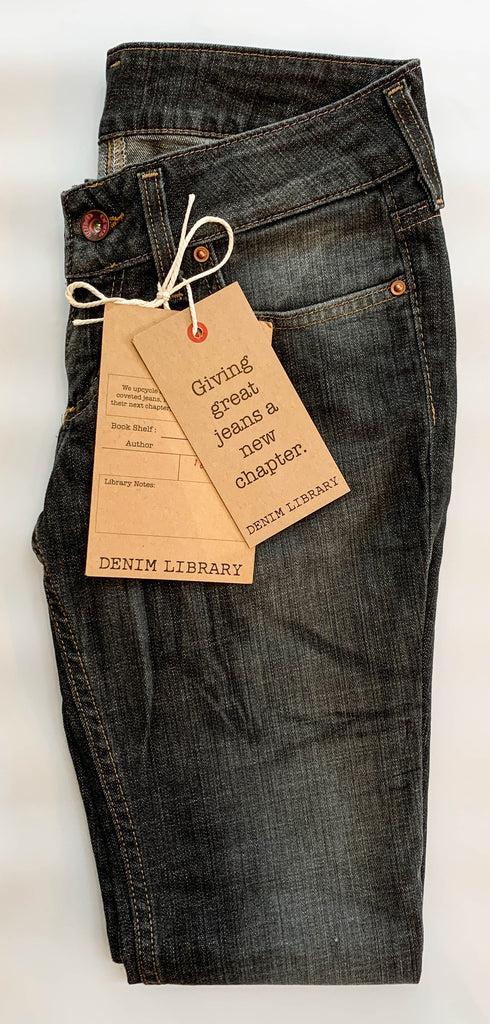 We upcycle
coveted jeans,
their next chapter
Book Shelf :
Author
Library Notes:
DENIM LIBRARY
Giving
great
jeans a
new
chapter.
DENIM LIBRARY